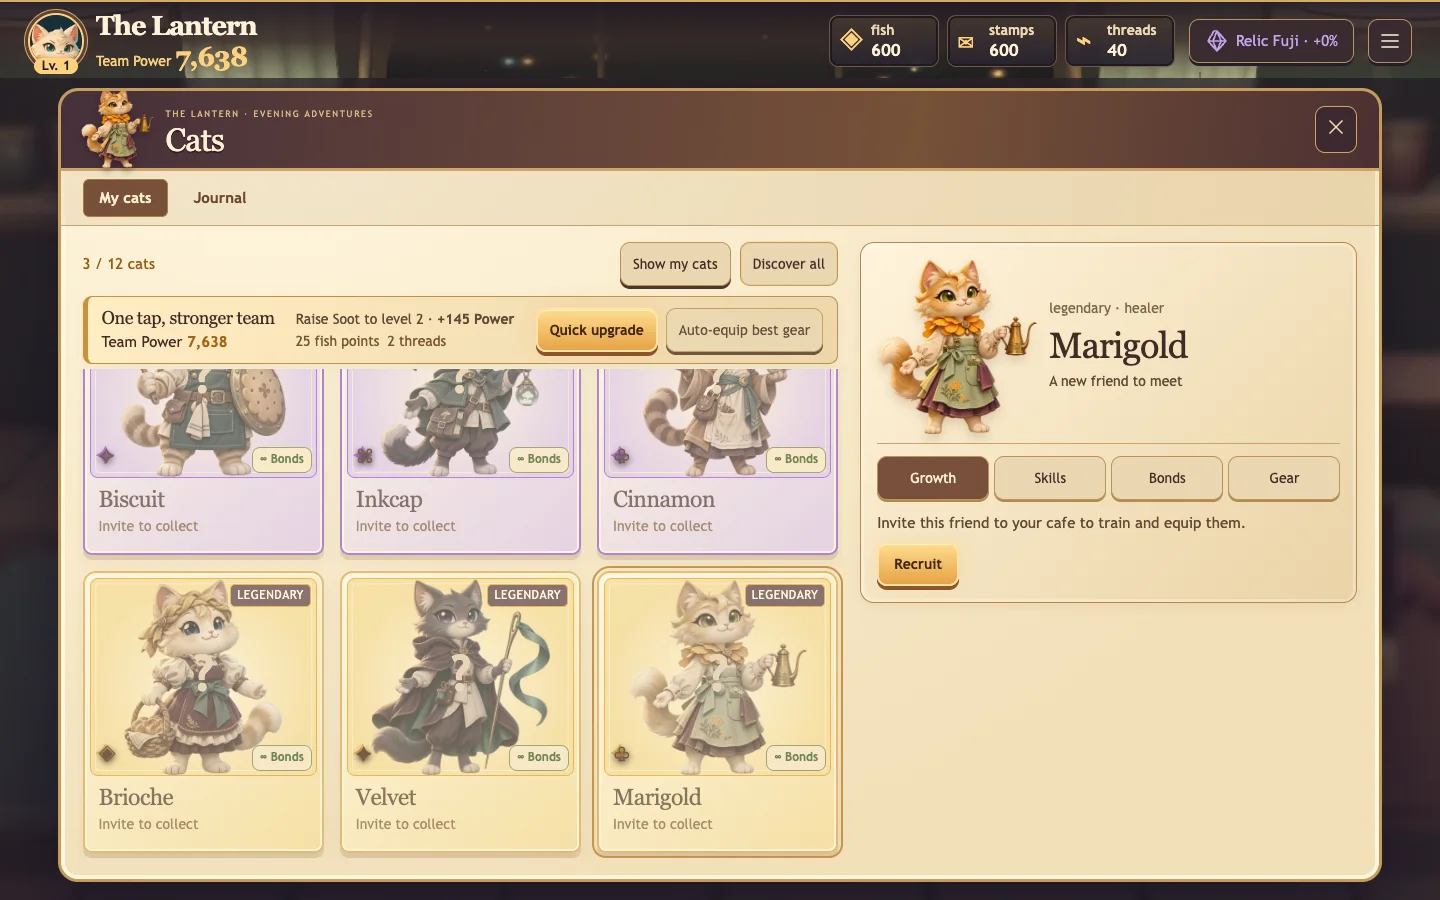 The Lantern
Team Power 7,638
Lv. 1
fish
600
stamps
600
threads
40
Relic Fuji · +0%
THE LANTERN · EVENING ADVENTURES
Cats
My cats
Journal
3 / 12 cats
Show my cats
Discover all
One tap, stronger team
Team Power 7,638
Raise Soot to level 2 · +145 Power
25 fish points 2 threads
Quick upgrade
Auto-equip best gear
?
∞ Bonds
Biscuit
Invite to collect
?
∞ Bonds
Inkcap
Invite to collect
?
∞ Bonds
Cinnamon
Invite to collect
LEGENDARY
?
∞ Bonds
Brioche
Invite to collect
LEGENDARY
?
∞ Bonds
Velvet
Invite to collect
LEGENDARY
?
∞ Bonds
Marigold
Invite to collect
legendary · healer
Marigold
A new friend to meet
Growth
Skills
Bonds
Gear
Invite this friend to your cafe to train and equip them.
Recruit